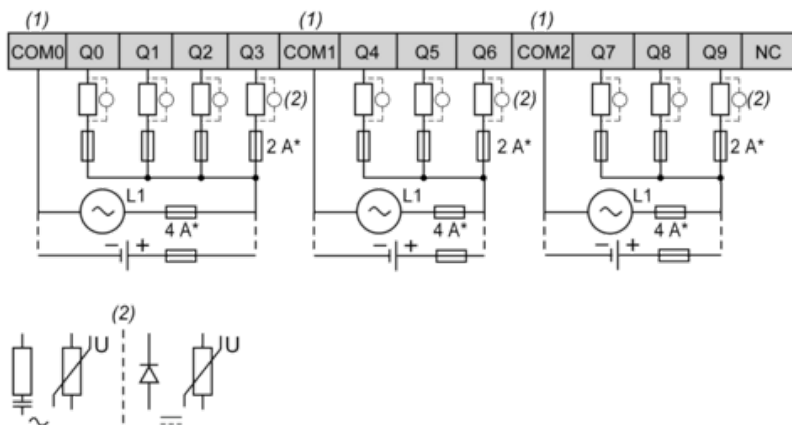 (1) (1) (1)
COM0 Q0 Q1 Q2 Q3 COM1 Q4 Q5 Q6 COM2 Q7 Q8 Q9 NC
(2) (2) (2)
2 A* 2 A* 2 A*
L1 L1 L1
4 A* 4 A* 4 A*
− + − + − +
(2)
U U